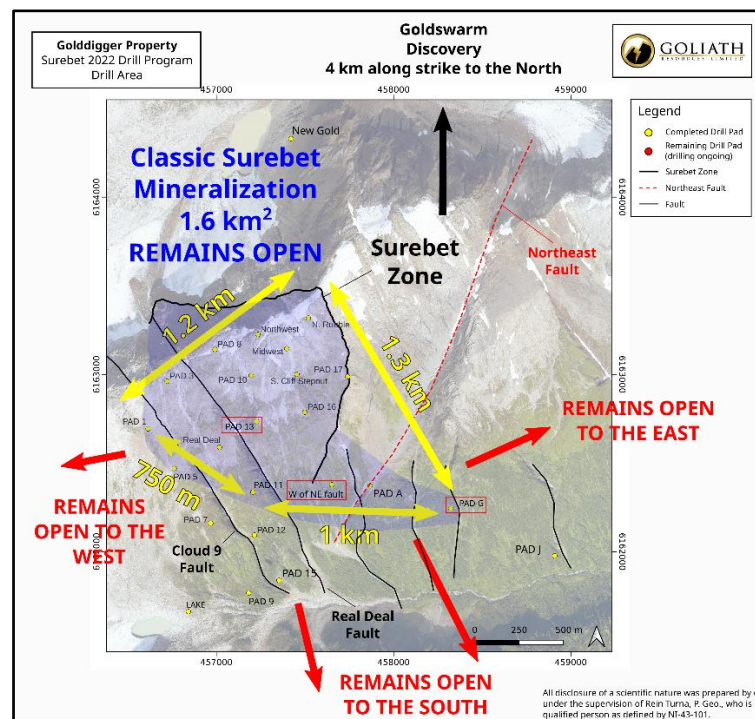 Golddigger Property
Surebet 2022 Drill Program
Drill Area
Goldswarm
Discovery
4 km along strike to the North
GOLIATH
RESOURCES LIMITED
457000
458000
459000
Legend
Completed Drill Pad
Remaining Drill Pad
(drilling ongoing)
Surebet Zone
Northeast Fault
Fault
New Gold
Classic Surebet
Mineralization
1.6 km²
REMAINS OPEN
6164000
6164000
Surebet
Zone
Northeast
Fault
1.2 km
1.3 km
Northwest
PAD 8
Midwest
PAD 3
PAD 10
S. Cliff Stepout
PAD 17
6163000
6163000
PAD 16
PAD 1
PAD 13
Real Deal
REMAINS OPEN
TO THE EAST
PAD 5
750 m
PAD 11
W of NE fault
PAD A
PAD G
REMAINS
OPEN TO THE
WEST
PAD 7
1 km
PAD 12
Cloud 9
Fault
PAD J
6162000
PAD 15
PAD 9
LAKE
Real Deal
Fault
0
250
500 m
REMAINS OPEN
TO THE SOUTH
457000
458000
459000
All disclosure of a scientific nature was prepared by
under the supervision of Rein Turna, P. Geo., who is
qualified person as defined by NI-43-101.